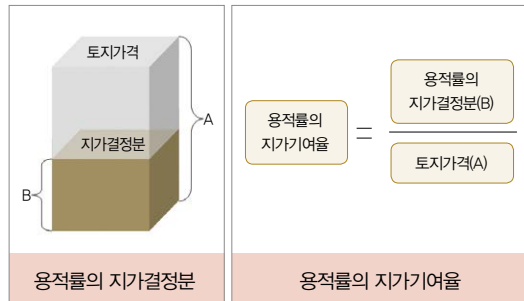 토지가격
지가결정분
A
B
용적률의 지가결정분
용적률의
지가기여율
=
용적률의
지가결정분(B)
토지가격(A)
용적률의 지가기여율